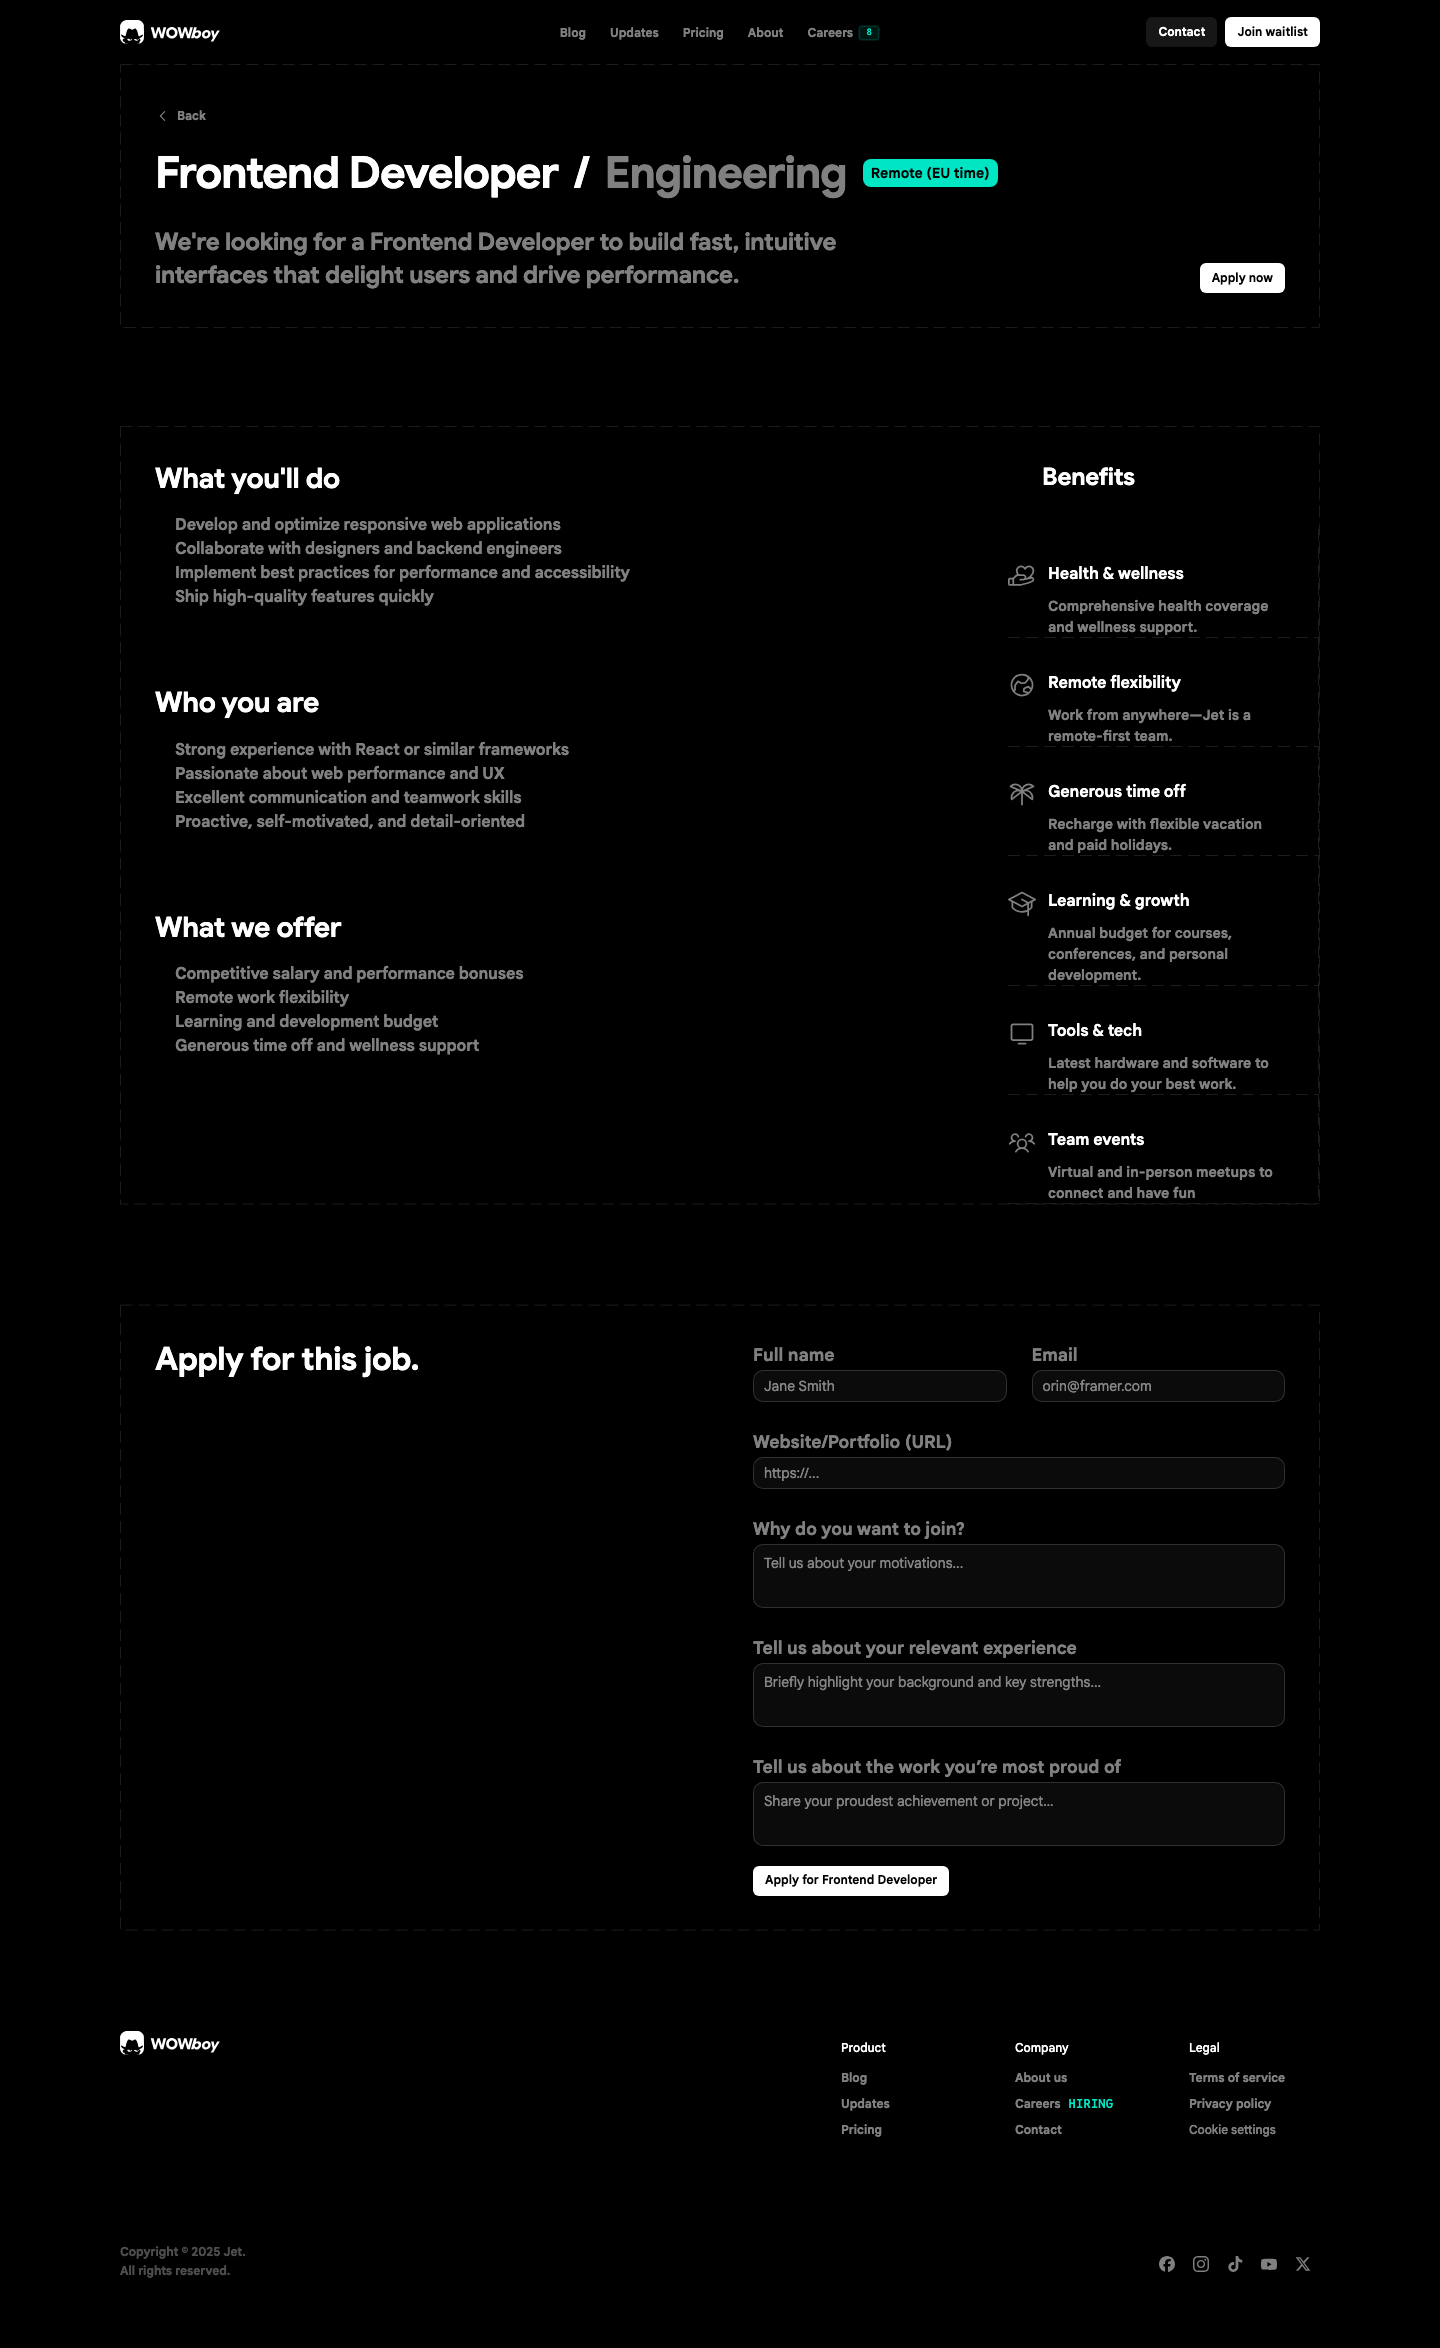 WOWboy
Blog Updates Pricing About Careers 8
Contact Join waitlist
Back
Frontend Developer / Engineering Remote (EU time)
We're looking for a Frontend Developer to build fast, intuitive
interfaces that delight users and drive performance.
Apply now
What you'll do
Develop and optimize responsive web applications
Collaborate with designers and backend engineers
Implement best practices for performance and accessibility
Ship high-quality features quickly
Who you are
Strong experience with React or similar frameworks
Passionate about web performance and UX
Excellent communication and teamwork skills
Proactive, self-motivated, and detail-oriented
What we offer
Competitive salary and performance bonuses
Remote work flexibility
Learning and development budget
Generous time off and wellness support
Benefits
Health & wellness
Comprehensive health coverage
and wellness support.
Remote flexibility
Work from anywhere—Jet is a
remote-first team.
Generous time off
Recharge with flexible vacation
and paid holidays.
Learning & growth
Annual budget for courses,
conferences, and personal
development.
Tools & tech
Latest hardware and software to
help you do your best work.
Team events
Virtual and in-person meetups to
connect and have fun
Apply for this job.
Full name Email
Jane Smith orin@framer.com
Website/Portfolio (URL)
https://...
Why do you want to join?
Tell us about your motivations...
Tell us about your relevant experience
Briefly highlight your background and key strengths...
Tell us about the work you’re most proud of
Share your proudest achievement or project...
Apply for Frontend Developer
WOWboy
Product
Blog
Updates
Pricing
Company
About us
Careers HIRING
Contact
Legal
Terms of service
Privacy policy
Cookie settings
Copyright © 2025 Jet.
All rights reserved.